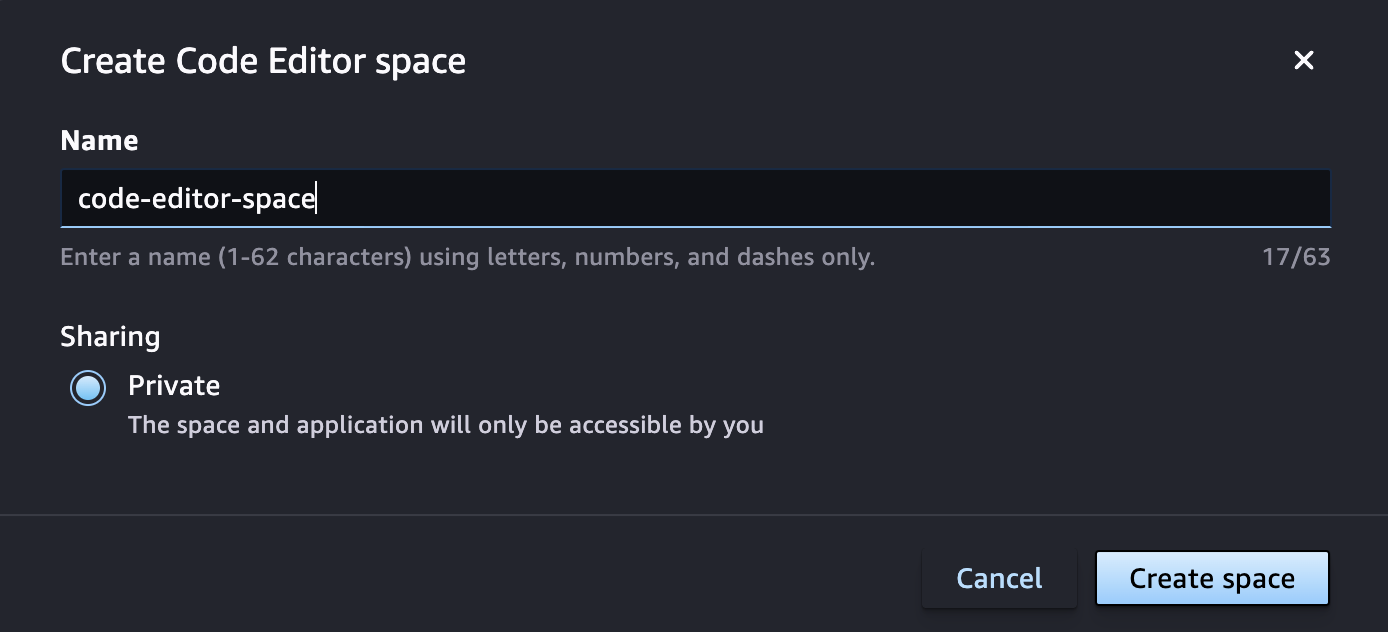 Create Code Editor space
Name
code-editor-space
Enter a name (1-62 characters) using letters, numbers, and dashes only.
17/63
Sharing
Private
The space and application will only be accessible by you
Cancel
Create space